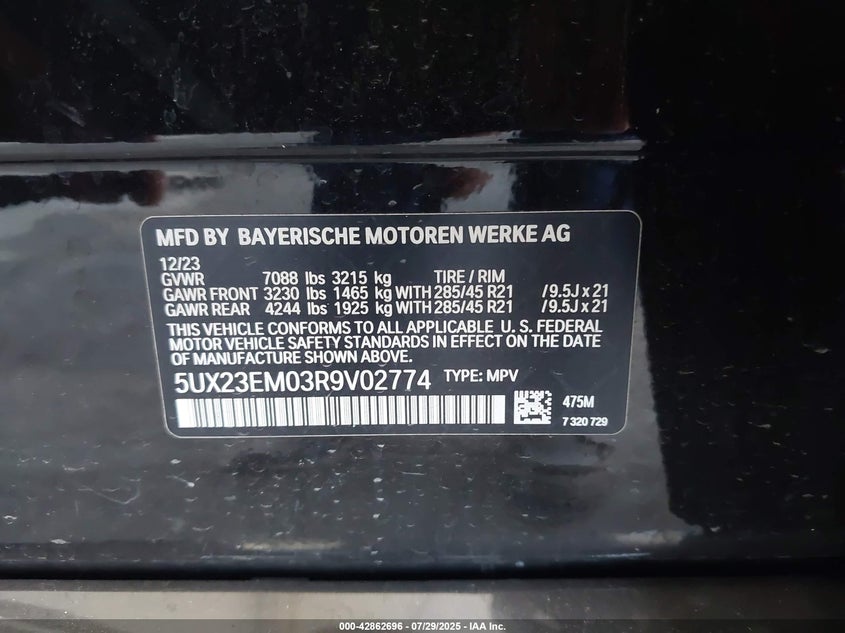 MFD BY BAYERISCHE MOTOREN WERKE AG
12/23
GVWR 7088 lbs 3215 kg TIRE / RIM
GAWR FRONT 3230 lbs 1465 kg WITH 285/45 R21 /9.5J x 21
GAWR REAR 4244 lbs 1925 kg WITH 285/45 R21 /9.5J x 21
THIS VEHICLE CONFORMS TO ALL APPLICABLE U. S. FEDERAL
MOTOR VEHICLE SAFETY STANDARDS IN EFFECT ON THE DATE
OF MANUFACTURE SHOWN ABOVE.
5UX23EM03R9V02774 TYPE: MPV
475M
7 320 729
000-42862696 - 07/29/2025 - IAA Inc.